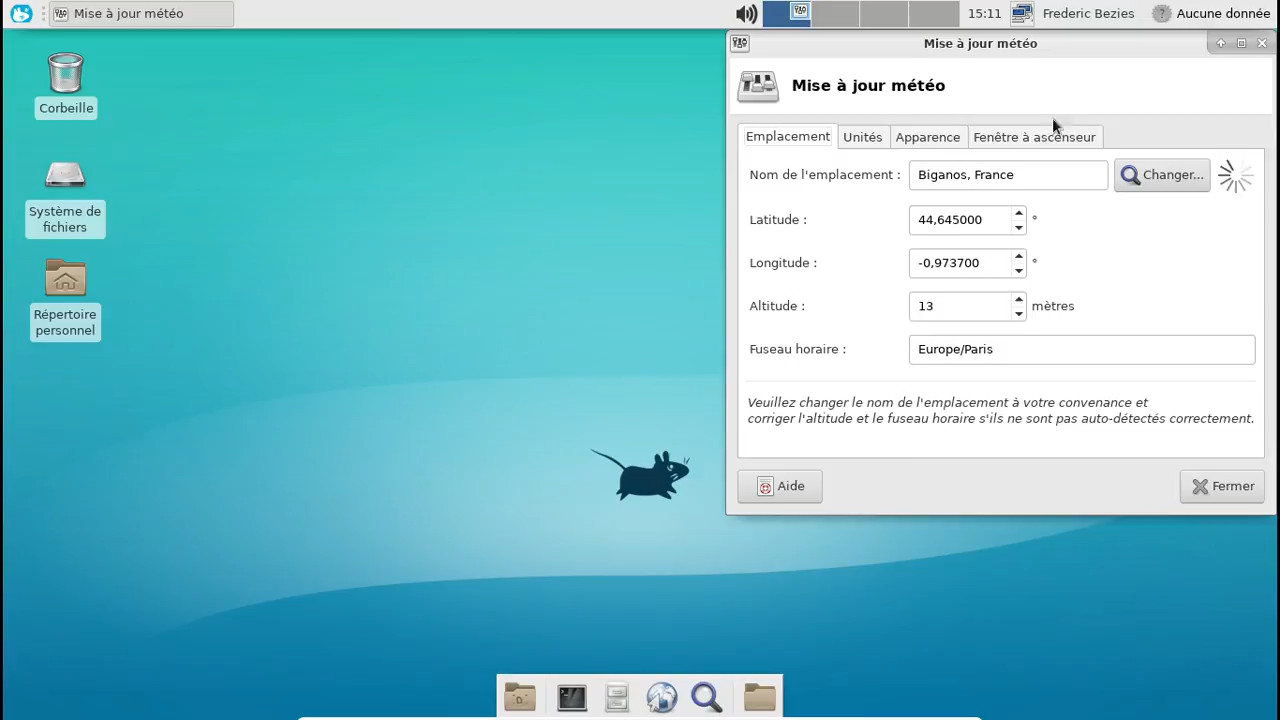 Mise à jour météo
15:11
Frederic Bezies
Aucune donnée
Corbeille
Système de
fichiers
Répertoire
personnel
Mise à jour météo
Mise à jour météo
Emplacement
Unités
Apparence
Fenêtre à ascenseur
Nom de l'emplacement :
Biganos, France
Changer...
Latitude :
44,645000
°
Longitude :
-0,973700
°
Altitude :
13
mètres
Fuseau horaire :
Europe/Paris
Veuillez changer le nom de l'emplacement à votre convenance et
corriger l'altitude et le fuseau horaire s'ils ne sont pas auto-détectés correctement.
Aide
Fermer